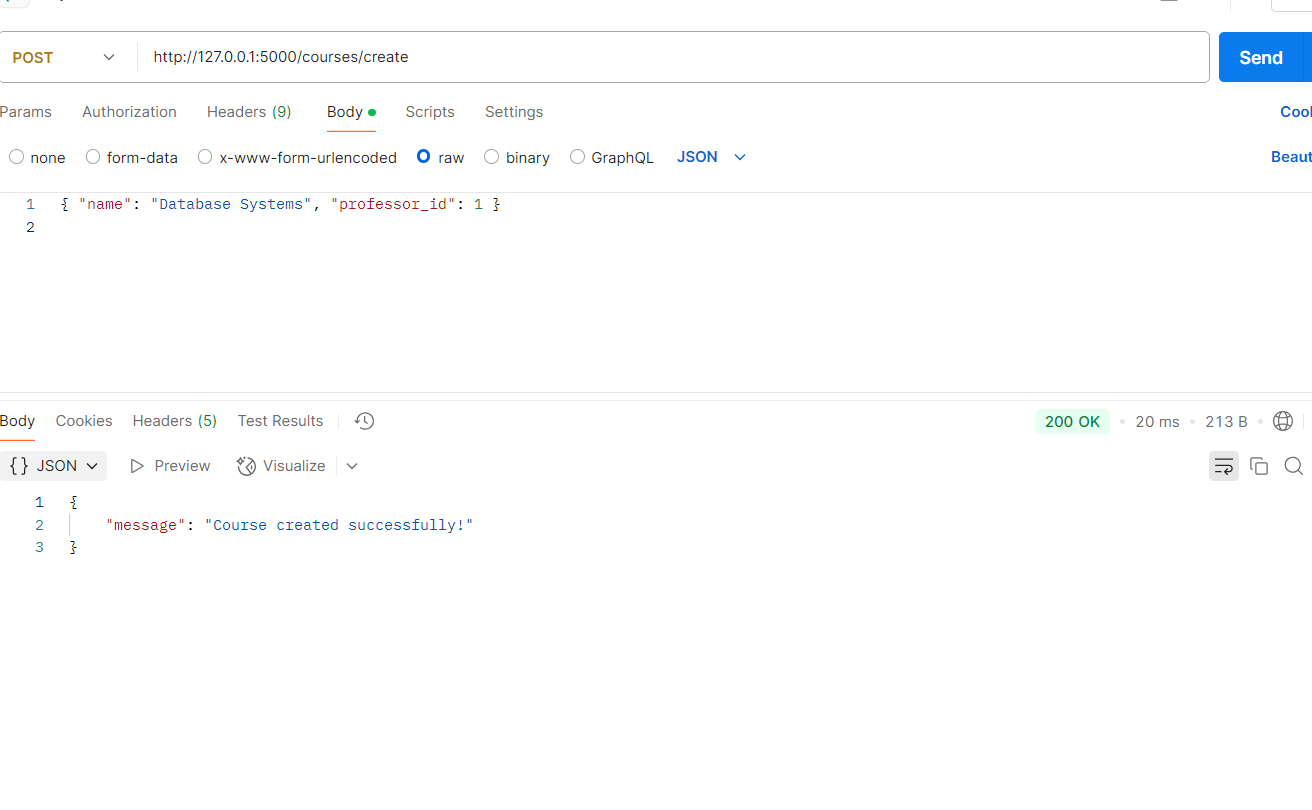 POST http://127.0.0.1:5000/courses/create Send
Params Authorization Headers (9) Body Scripts Settings
none form-data x-www-form-urlencoded raw binary GraphQL JSON
1 { "name": "Database Systems", "professor_id": 1 }
2
Body Cookies Headers (5) Test Results 200 OK 20 ms 213 B
{} JSON Preview Visualize
1 {
2 "message": "Course created successfully!"
3 }